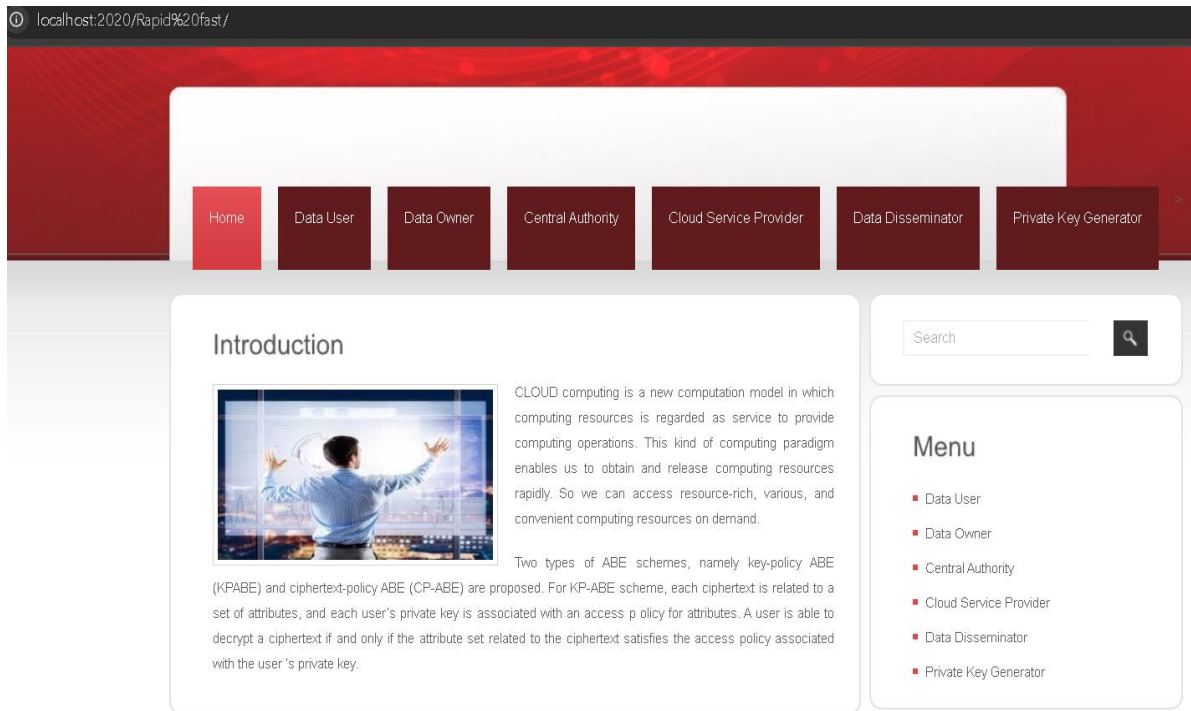 localhost:2020/Rapid%20fast/
Home
Data User
Data Owner
Central Authority
Cloud Service Provider
Data Disseminator
Private Key Generator
>
Introduction
CLOUD computing is a new computation model in which
computing resources is regarded as service to provide
computing operations. This kind of computing paradigm
enables us to obtain and release computing resources
rapidly. So we can access resource-rich, various, and
convenient computing resources on demand.
Two types of ABE schemes, namely key-policy ABE
(KPABE) and ciphertext-policy ABE (CP-ABE) are proposed. For KP-ABE scheme, each ciphertext is related to a
set of attributes, and each user's private key is associated with an access p olicy for attributes. A user is able to
decrypt a ciphertext if and only if the attribute set related to the ciphertext satisfies the access policy associated
with the user 's private key.
Search
Menu
Data User
Data Owner
Central Authority
Cloud Service Provider
Data Disseminator
Private Key Generator